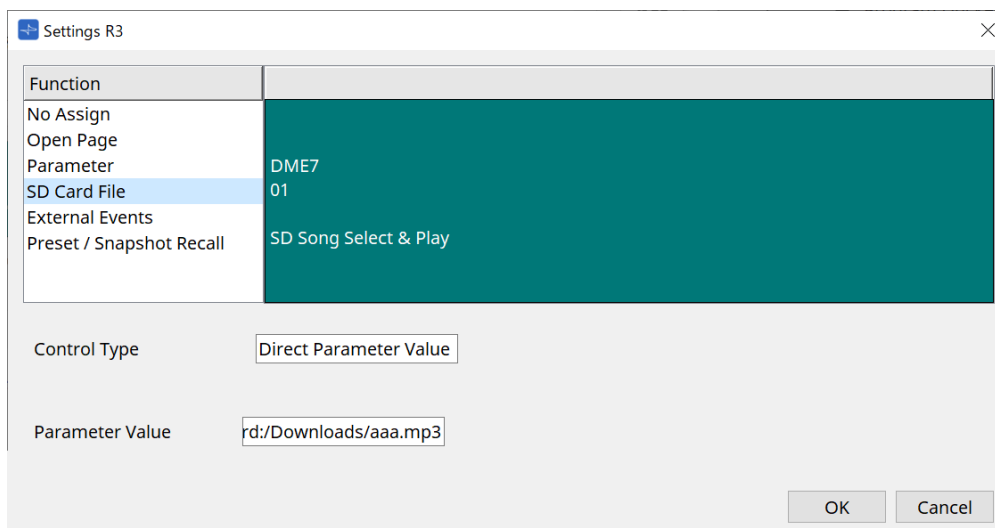 Settings R3
Function
No Assign
Open Page
Parameter
SD Card File
External Events
Preset / Snapshot Recall
DME7
01
SD Song Select & Play
Control Type
Direct Parameter Value
Parameter Value
rd:/Downloads/aaa.mp3
OK
Cancel